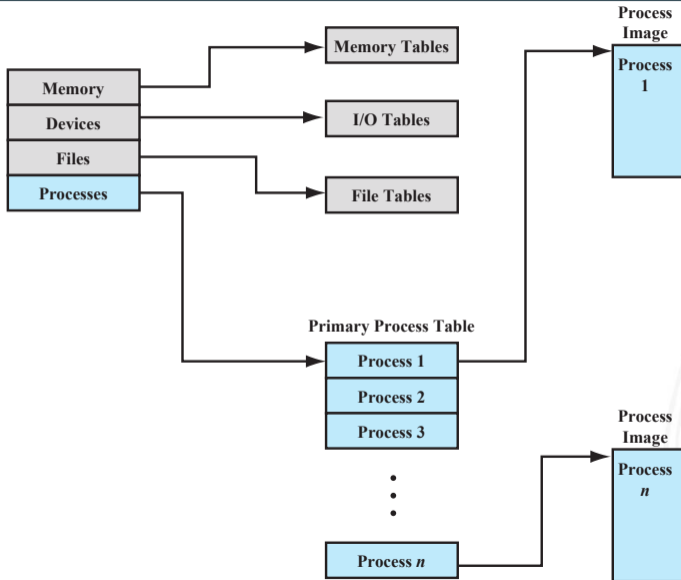 Process
Image
Memory Tables
Process
1
Memory
Devices
I/O Tables
Files
Processes
File Tables
Primary Process Table
Process 1
Process 2
Process 3
Process
Image
Process
n
Process n